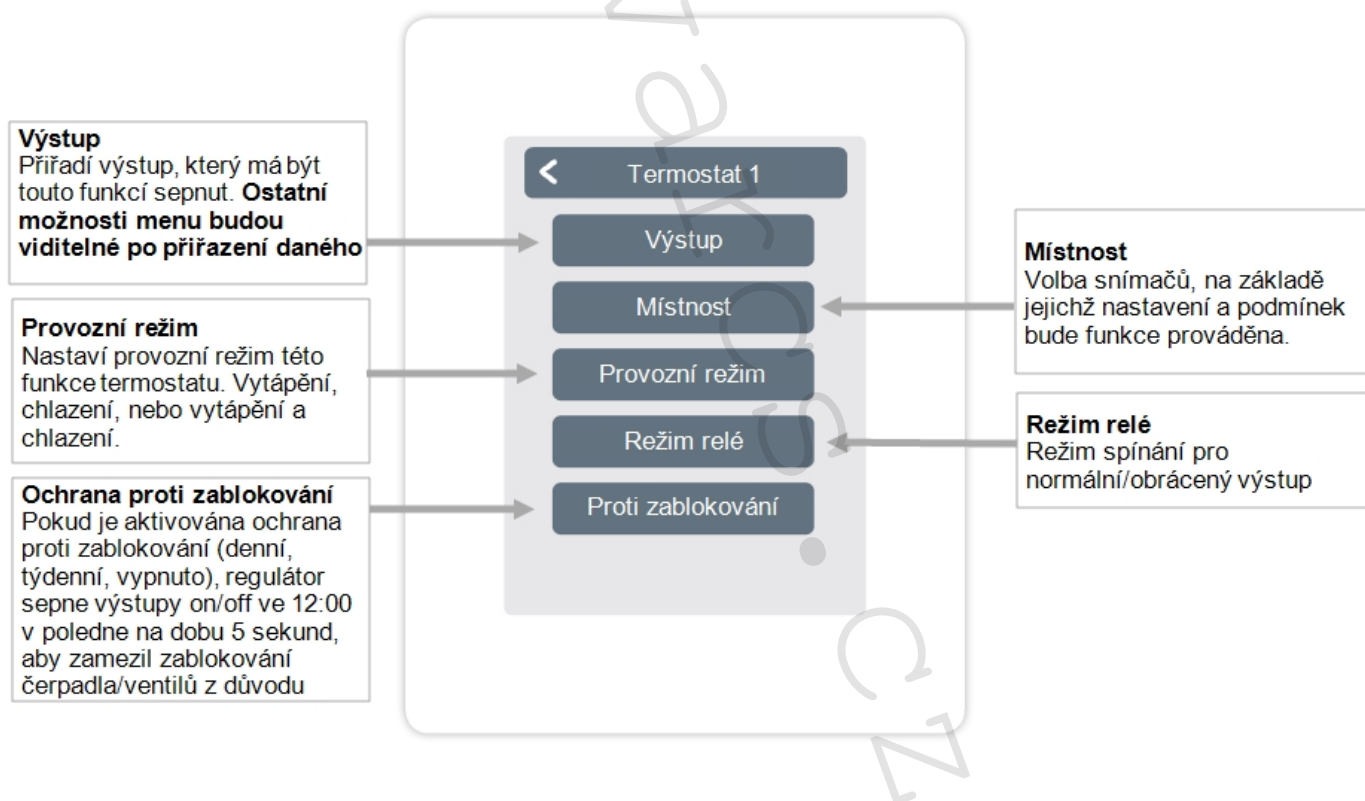 Výstup
Přiřadí výstup, který má být
touto funkcí sepnut. Ostatní
možnosti menu budou
viditelné po přiřazení daného
Provozní režim
Nastaví provozní režim této
funkce termostatu. Vytápění,
chlazení, nebo vytápění a
chlazení.
Ochrana proti zablokování
Pokud je aktivována ochrana
proti zablokování (denní,
týdenní, vypnuto), regulátor
sepne výstupy on/off ve 12:00
v poledne na dobu 5 sekund,
aby zamezil zablokování
čerpadla/ventilů z důvodu
< Termostat 1
Výstup
Místnost
Provozní režim
Režim relé
Proti zablokování
Místnost
Volba snímačů, na základě
jejichž nastavení a podmínek
bude funkce prováděna.
Režim relé
Režim spínání pro
normální/obrácený výstup
varcs.cz